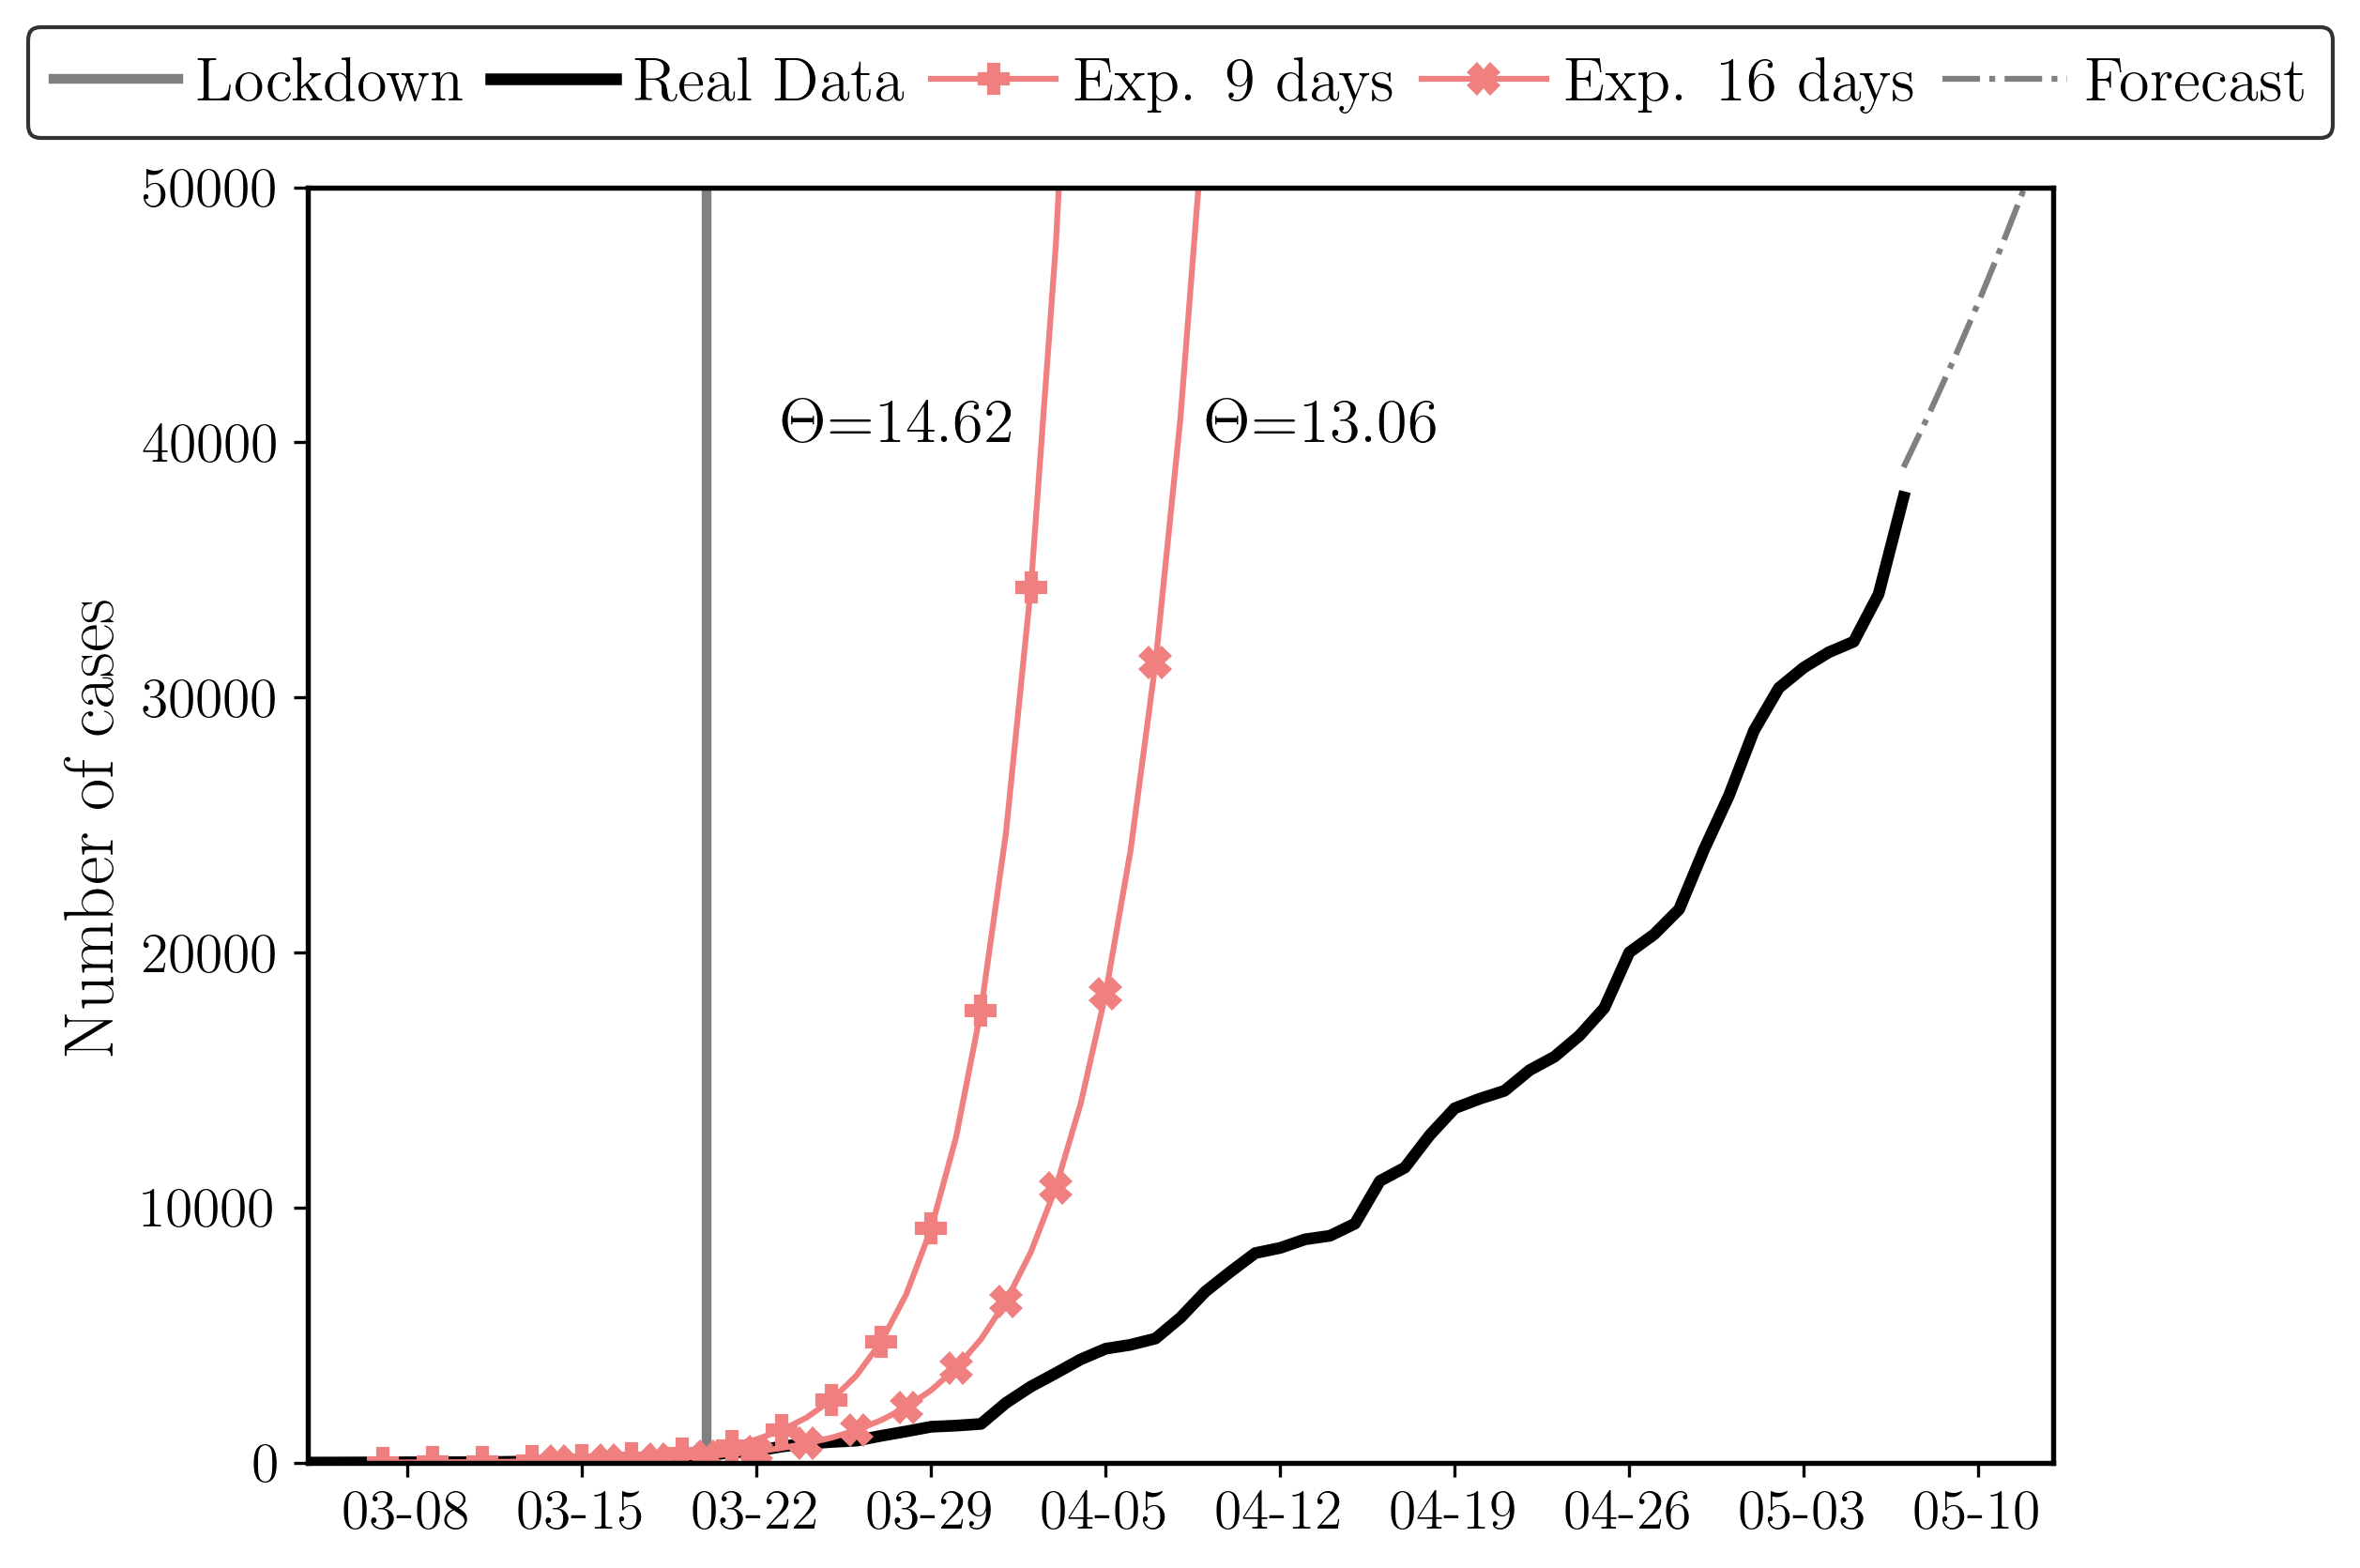 Lockdown Real Data Exp. 9 days Exp. 16 days Forecast
50000
40000
30000
20000
10000
0
Number of cases
Θ=14.62 Θ=13.06
03-08 03-15 03-22 03-29 04-05 04-12 04-19 04-26 05-03 05-10